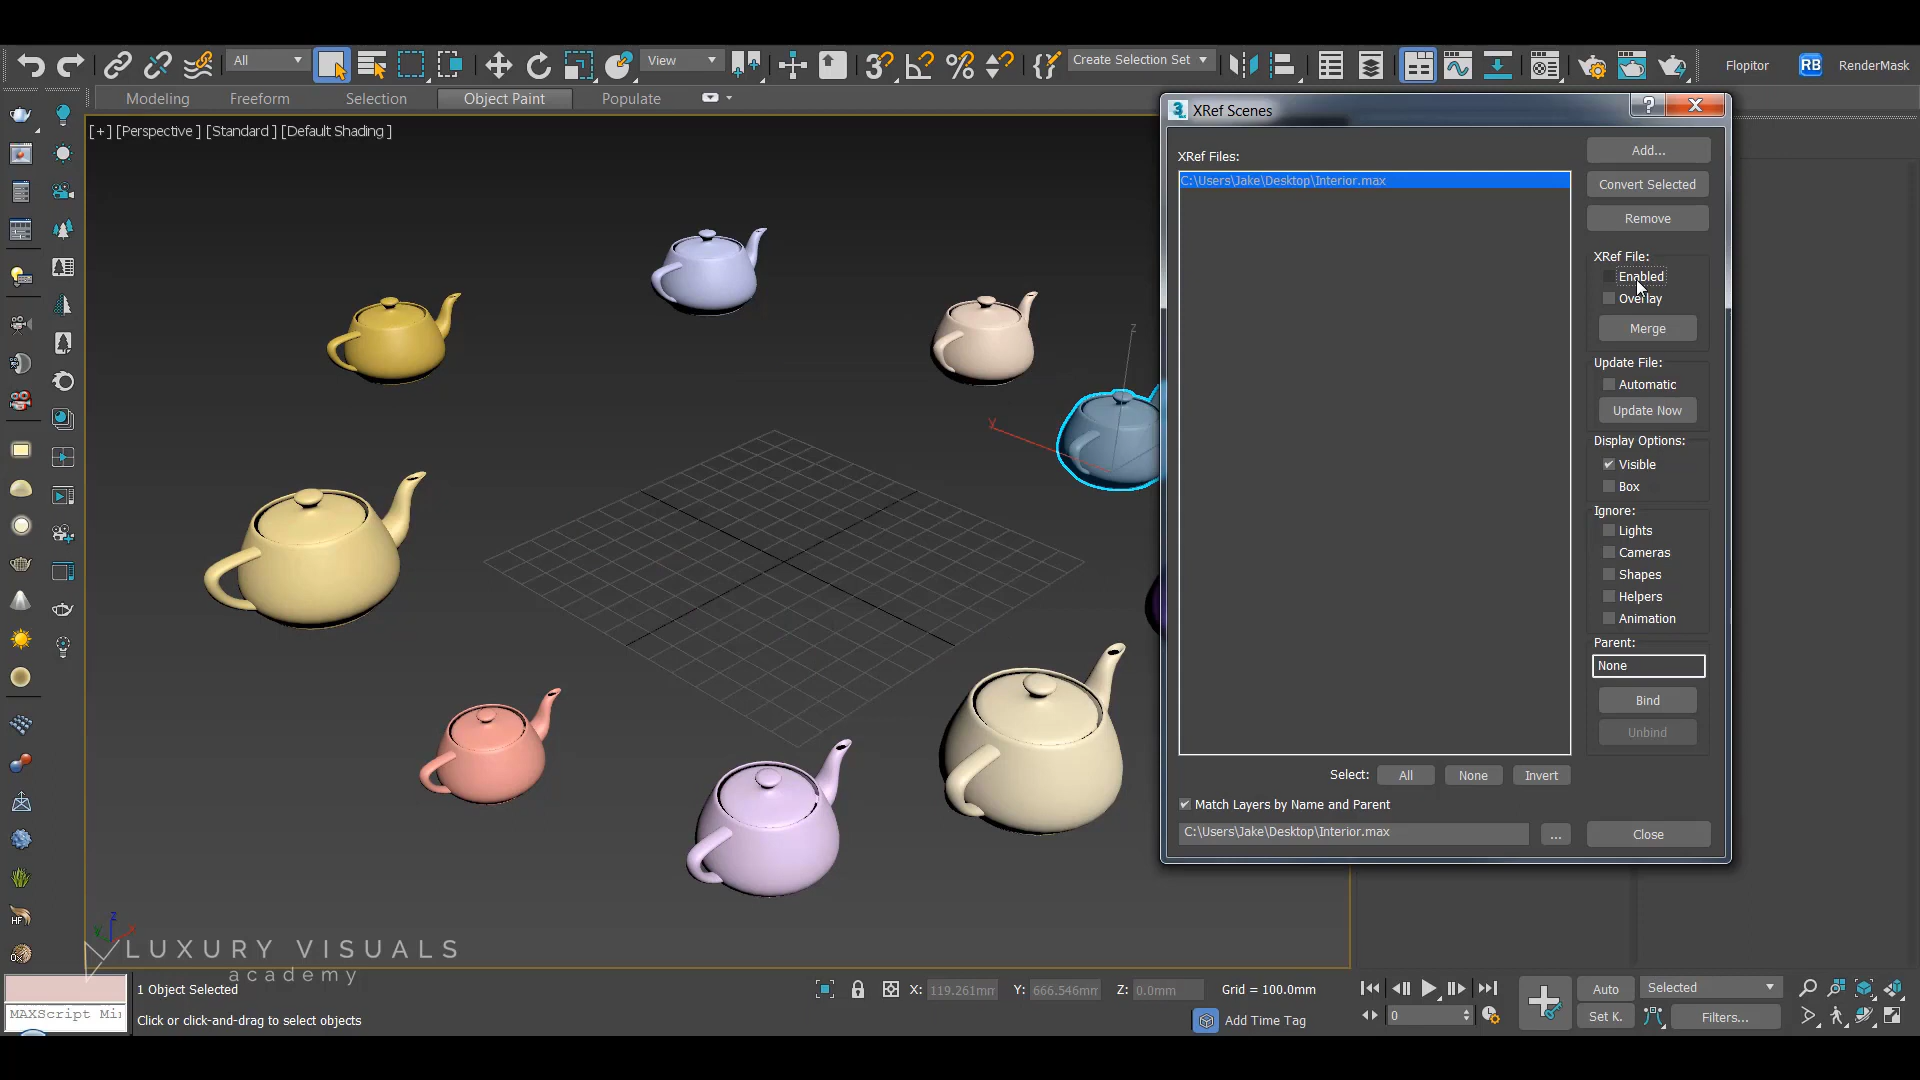 All
View
Create Selection Set
Flopitor
RB
RenderMask
Modeling
Freeform
Selection
Object Paint
Populate
[+] [Perspective ] [Standard ] [Default Shading ]
3
XRef Scenes
?
X
XRef Files:
C:\Users\Jake\Desktop\Interior.max
Add...
Convert Selected
Remove
XRef File:
Enabled
Overlay
Merge
Update File:
Automatic
Update Now
Display Options:
Visible
Box
Ignore:
Lights
Cameras
Shapes
Helpers
Animation
Parent:
None
Bind
Unbind
Select:
All
None
Invert
Match Layers by Name and Parent
C:\Users\Jake\Desktop\Interior.max
...
Close
z
y
HF
z
y
x
LUXURY VISUALS
academy
MAXScript Mi
1 Object Selected
Click or click-and-drag to select objects
X: 119.261mm
Y: 666.546mm
Z: 0.0mm
Grid = 100.0mm
Add Time Tag
0
Auto
Set K.
Selected
Filters...